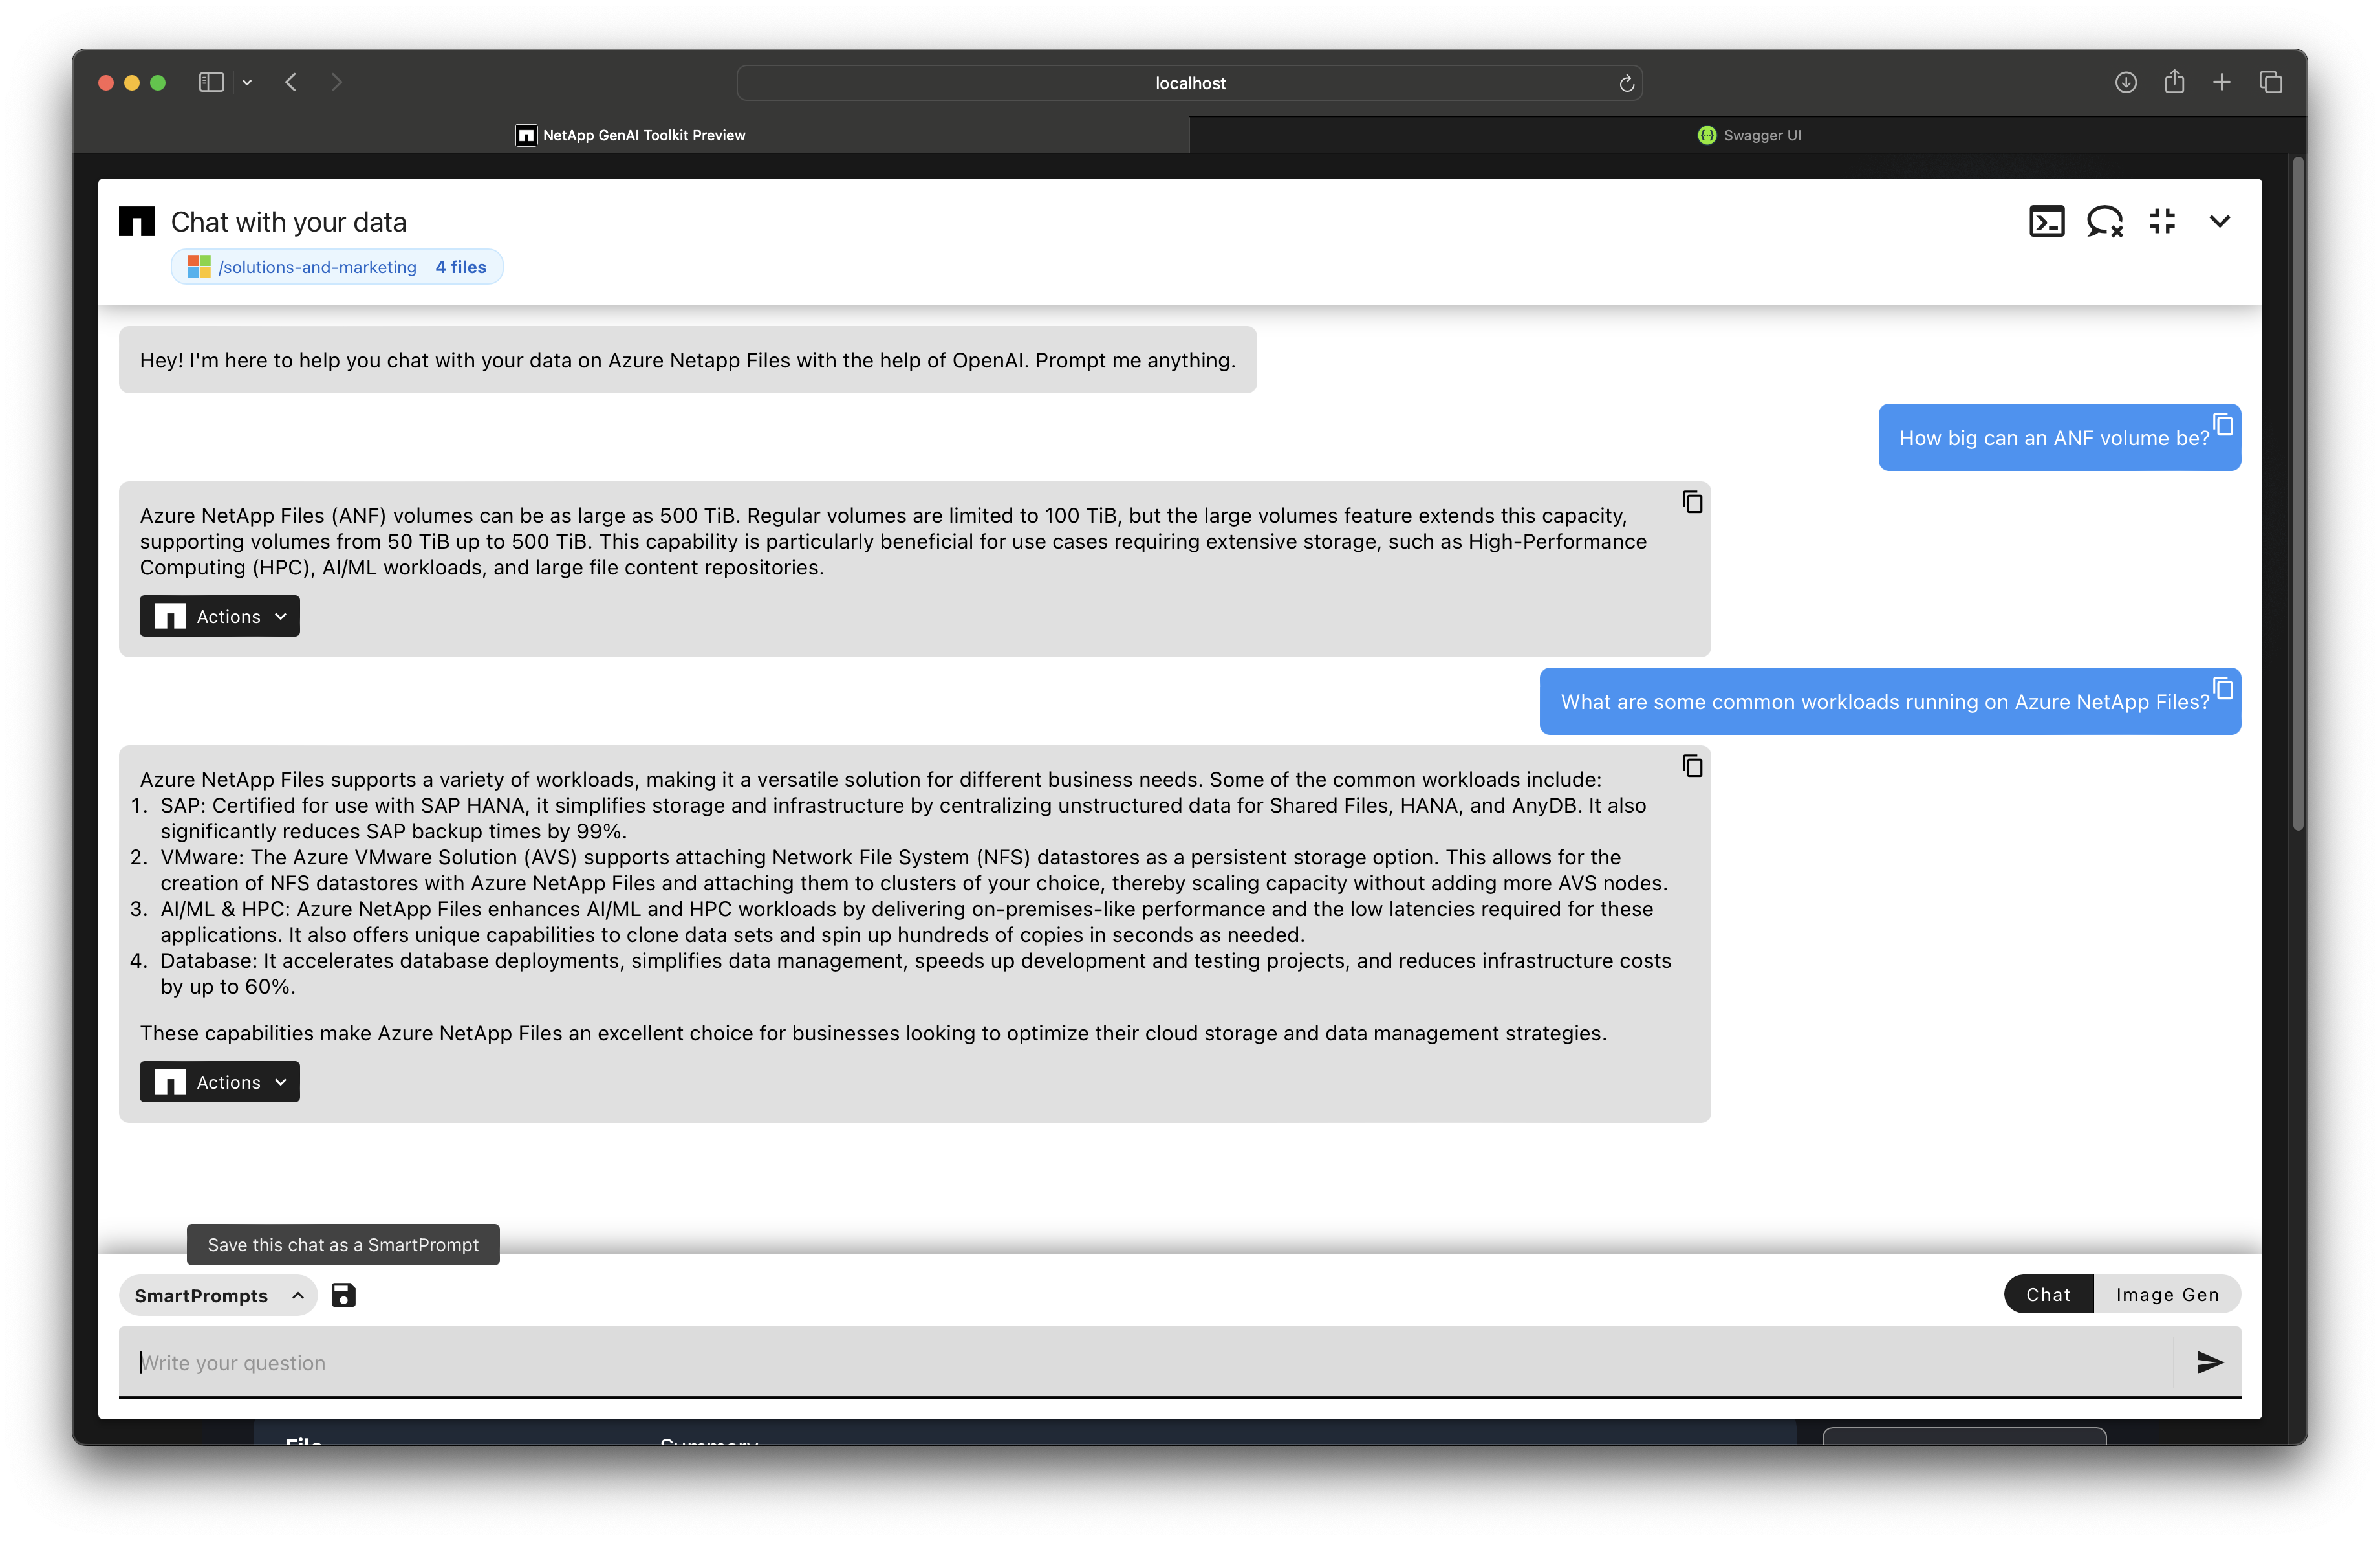 localhost
NetApp GenAI Toolkit Preview
Swagger UI
Chat with your data
/solutions-and-marketing 4 files
Hey! I'm here to help you chat with your data on Azure Netapp Files with the help of OpenAI. Prompt me anything.
How big can an ANF volume be?
Azure NetApp Files (ANF) volumes can be as large as 500 TiB. Regular volumes are limited to 100 TiB, but the large volumes feature extends this capacity,
supporting volumes from 50 TiB up to 500 TiB. This capability is particularly beneficial for use cases requiring extensive storage, such as High-Performance
Computing (HPC), AI/ML workloads, and large file content repositories.
Actions
What are some common workloads running on Azure NetApp Files?
Azure NetApp Files supports a variety of workloads, making it a versatile solution for different business needs. Some of the common workloads include:
1. SAP: Certified for use with SAP HANA, it simplifies storage and infrastructure by centralizing unstructured data for Shared Files, HANA, and AnyDB. It also
significantly reduces SAP backup times by 99%.
2. VMware: The Azure VMware Solution (AVS) supports attaching Network File System (NFS) datastores as a persistent storage option. This allows for the
creation of NFS datastores with Azure NetApp Files and attaching them to clusters of your choice, thereby scaling capacity without adding more AVS nodes.
3. AI/ML & HPC: Azure NetApp Files enhances AI/ML and HPC workloads by delivering on-premises-like performance and the low latencies required for these
applications. It also offers unique capabilities to clone data sets and spin up hundreds of copies in seconds as needed.
4. Database: It accelerates database deployments, simplifies data management, speeds up development and testing projects, and reduces infrastructure costs
by up to 60%.
These capabilities make Azure NetApp Files an excellent choice for businesses looking to optimize their cloud storage and data management strategies.
Actions
Save this chat as a SmartPrompt
SmartPrompts
Chat
Image Gen
Write your question
File
Summary